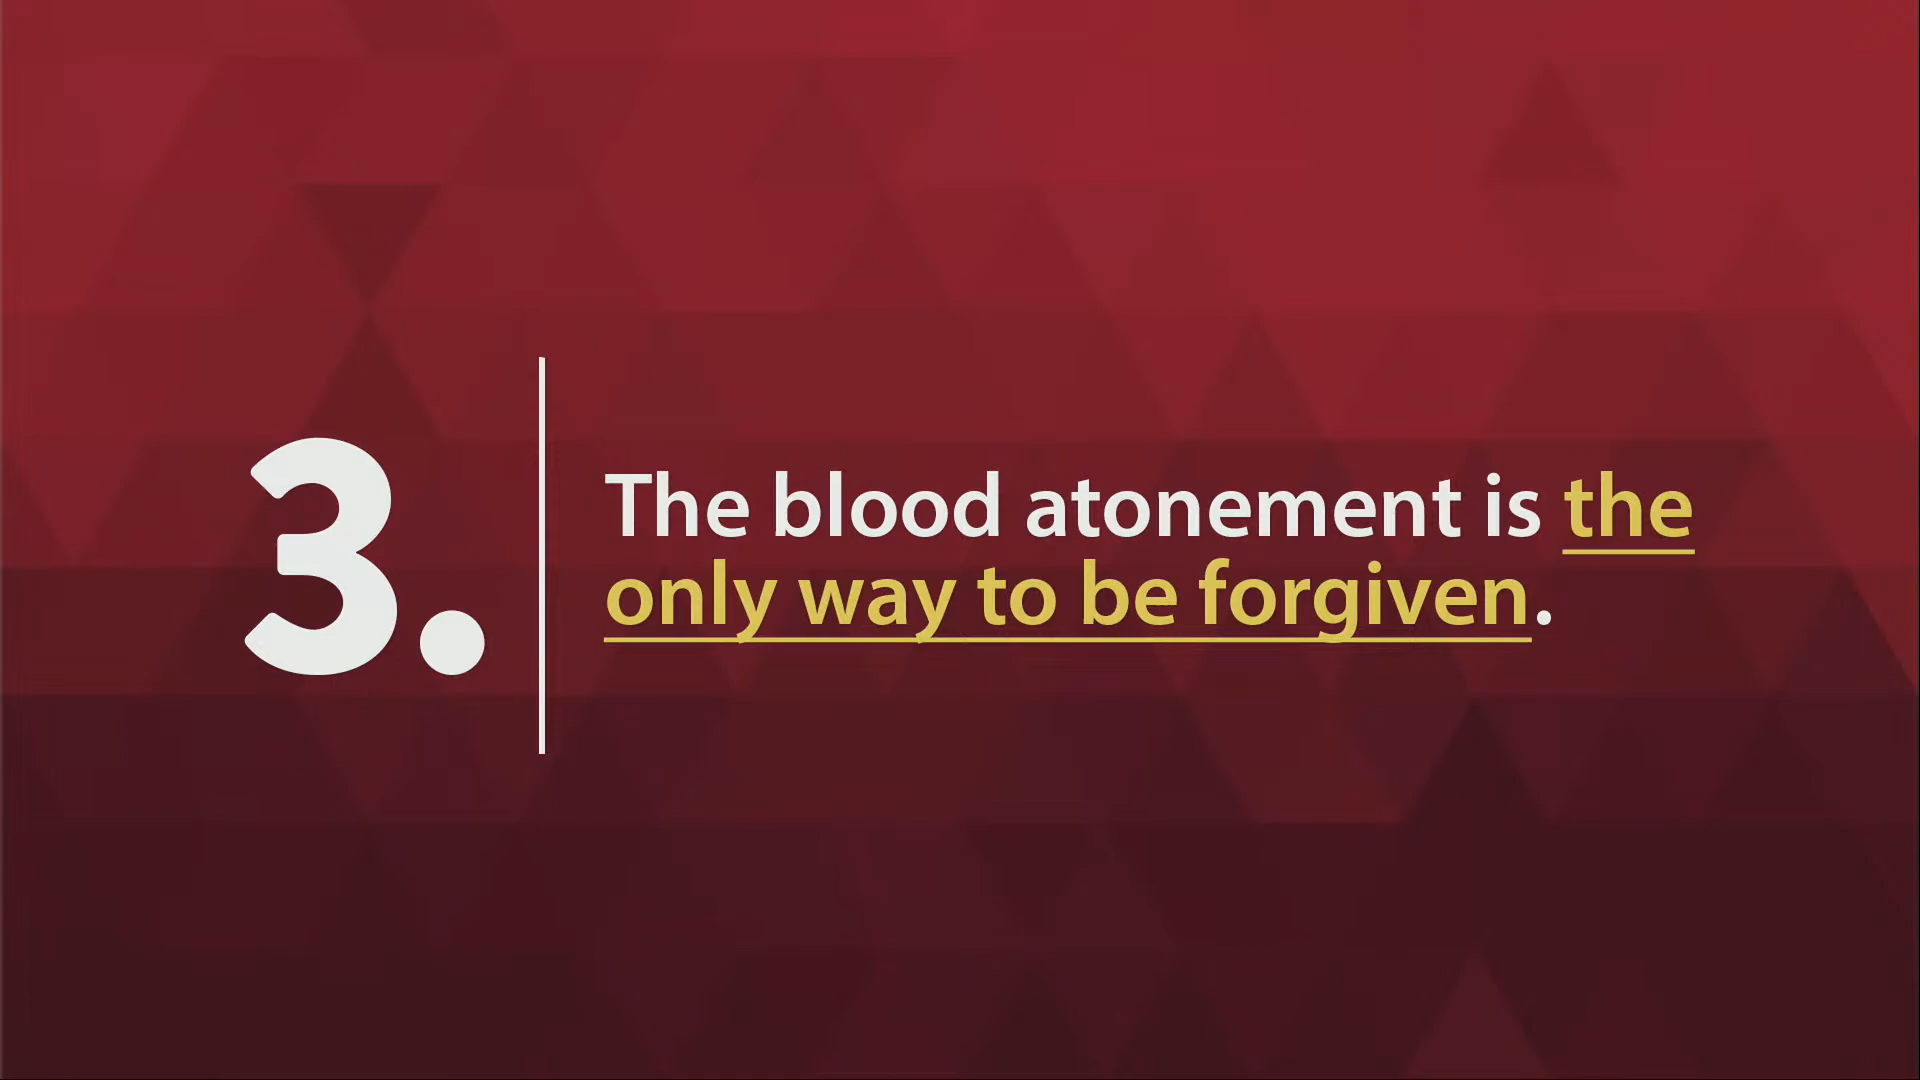 3.
The blood atonement is the
only way to be forgiven.